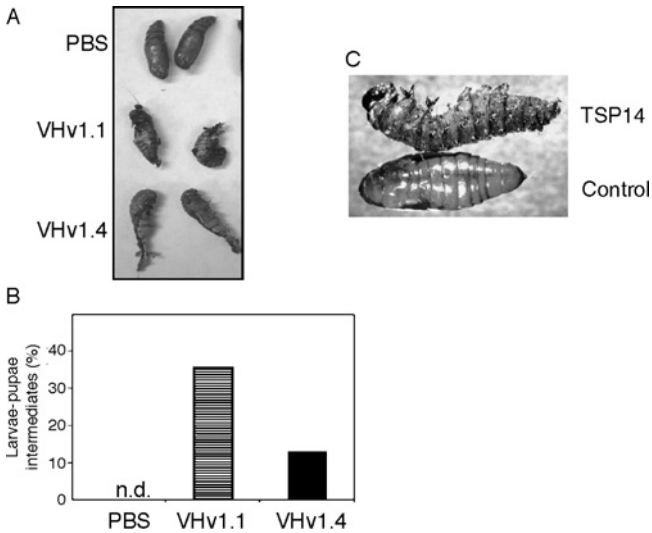 A
PBS
VHv1.1
VHv1.4
C
TSP14
Control
B
Larvae-pupae
intermediates (%)
40
30
20
10
0
n.d.
PBS VHv1.1 VHv1.4